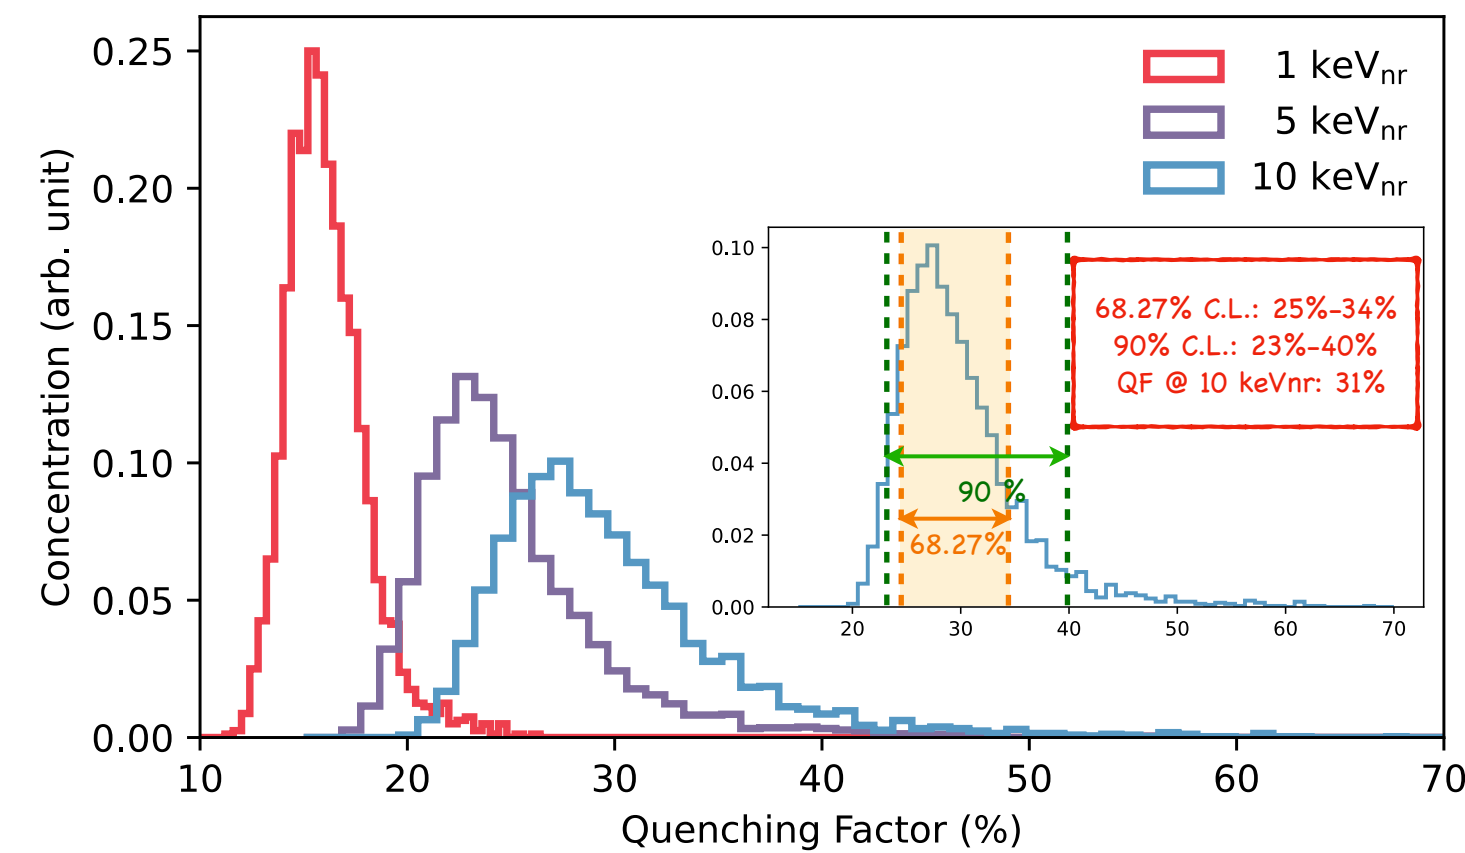 Concentration (arb. unit)
0.25
0.20
0.15
0.10
0.05
0.00
10 20 30 40 50 60 70
Quenching Factor (%)
1 keVnr
5 keVnr
10 keVnr
0.10
0.08
0.06
0.04
0.02
0.00
20 30 40 50 60 70
90 %
68.27%
68.27% C.L.: 25%-34%
90% C.L.: 23%-40%
QF @ 10 keVnr: 31%